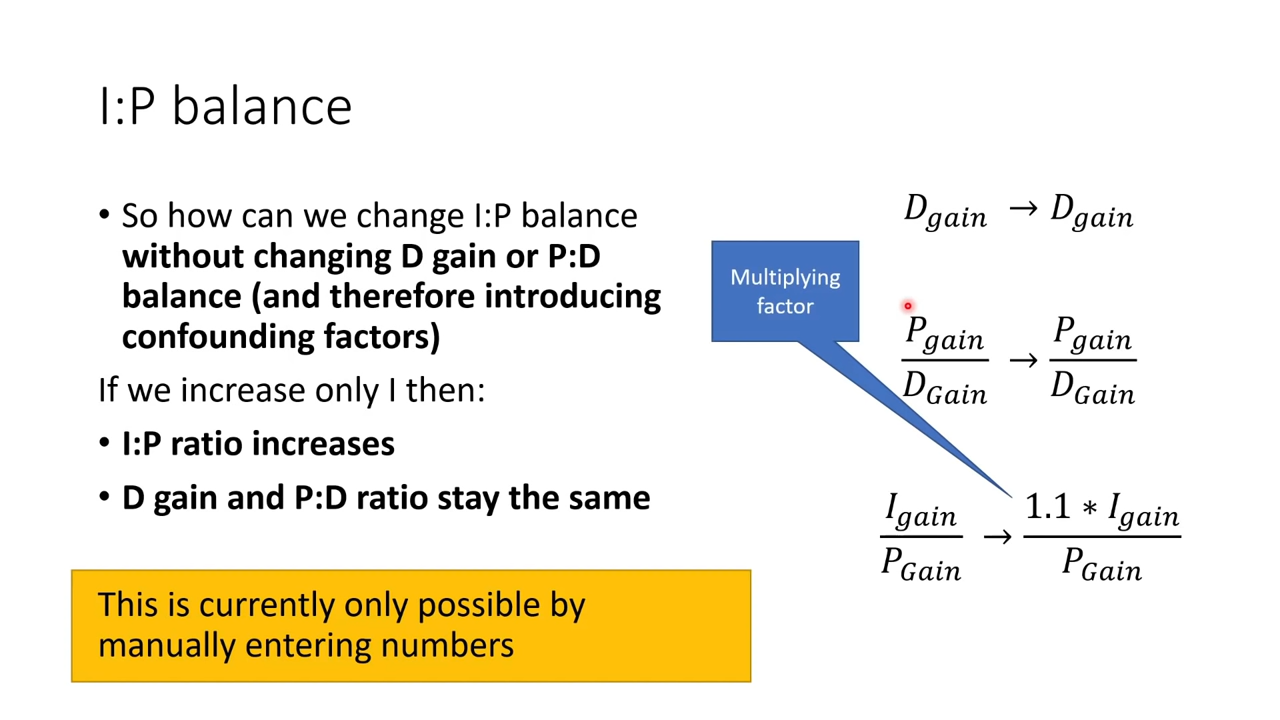 I:P balance
• So how can we change I:P balance
without changing D gain or P:D
balance (and therefore introducing
confounding factors)
If we increase only I then:
• I:P ratio increases
• D gain and P:D ratio stay the same
This is currently only possible by
manually entering numbers
Multiplying
factor
D_gain → D_gain
P_gain / D_Gain → P_gain / D_Gain
I_gain / P_Gain → 1.1 * I_gain / P_Gain